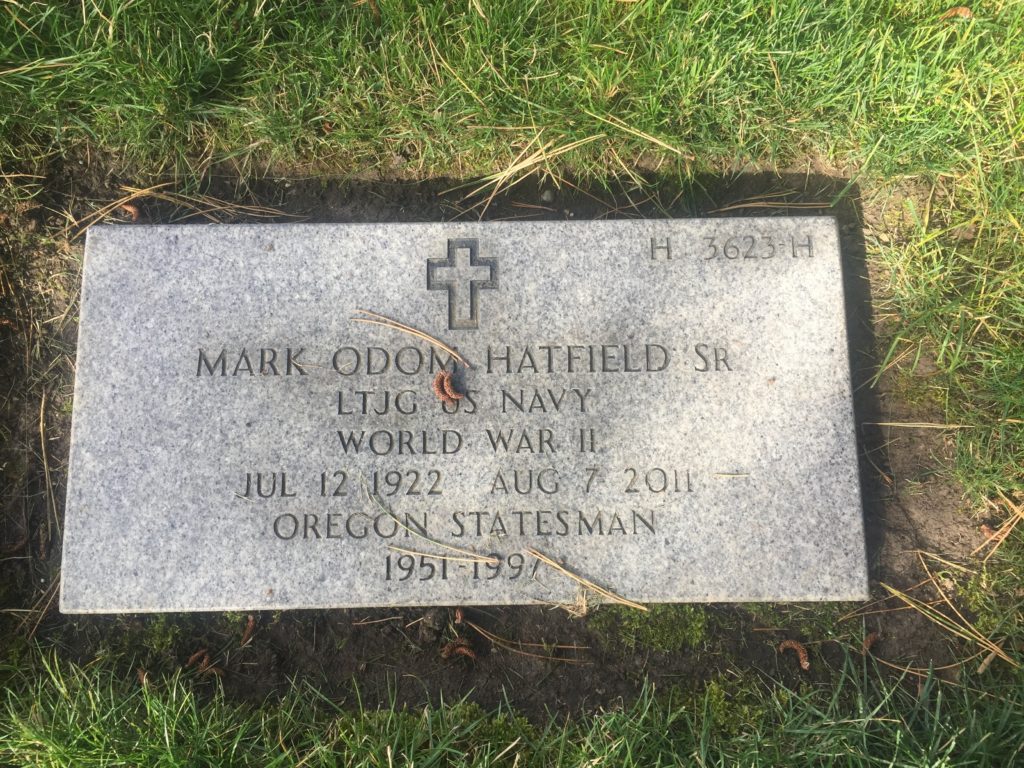 H 3623-H
MARK ODOM HATFIELD SR
LTJG US NAVY
WORLD WAR II
JUL 12 1922 AUG 7 2011
OREGON STATESMAN
1951-1997